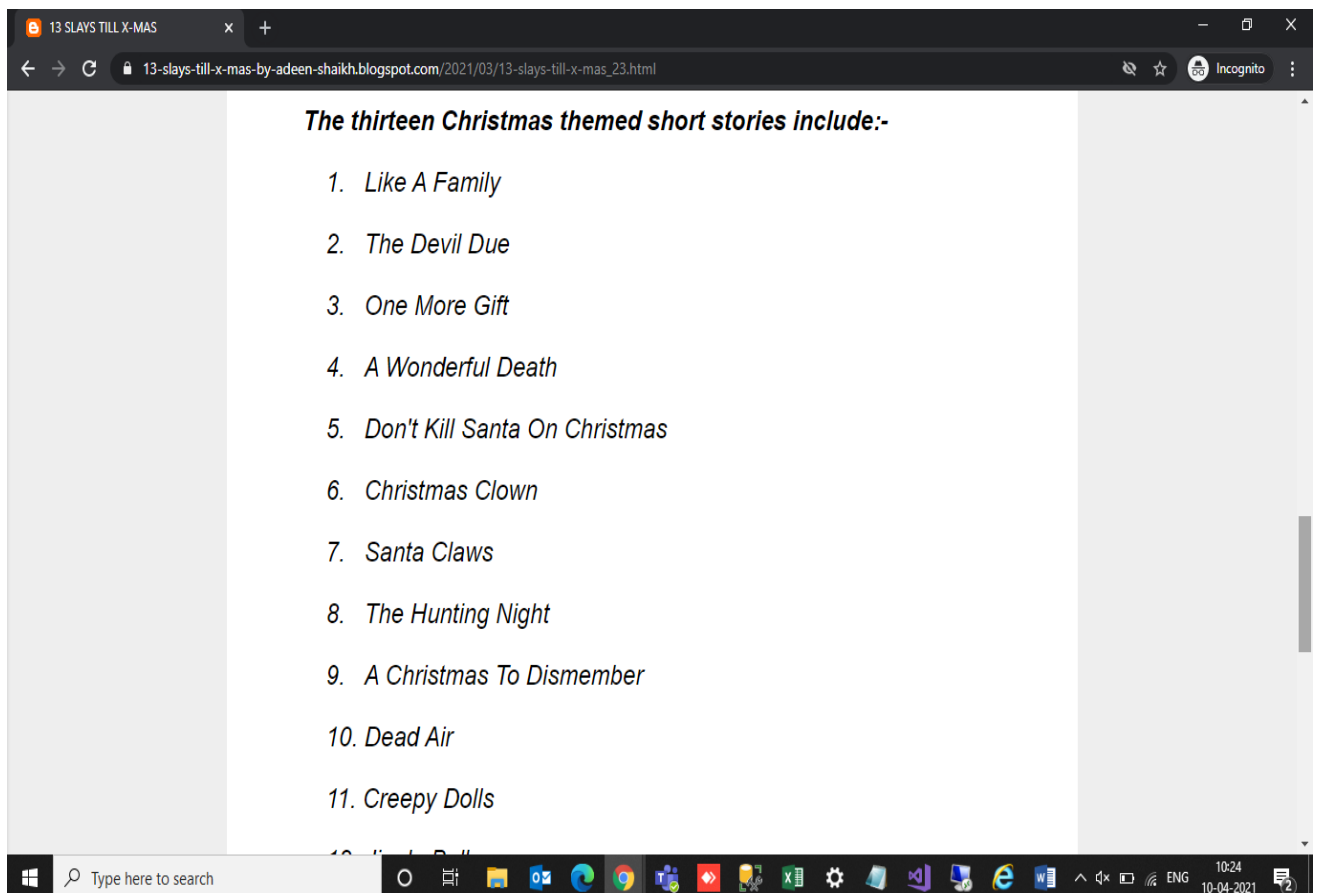 13 SLAYS TILL X-MAS
13-slays-till-x-mas-by-adeen-shaikh.blogspot.com/2021/03/13-slays-till-x-mas_23.html
Incognito
The thirteen Christmas themed short stories include:-
1. Like A Family
2. The Devil Due
3. One More Gift
4. A Wonderful Death
5. Don't Kill Santa On Christmas
6. Christmas Clown
7. Santa Claws
8. The Hunting Night
9. A Christmas To Dismember
10. Dead Air
11. Creepy Dolls
Type here to search
ENG
10:24
10-04-2021
2